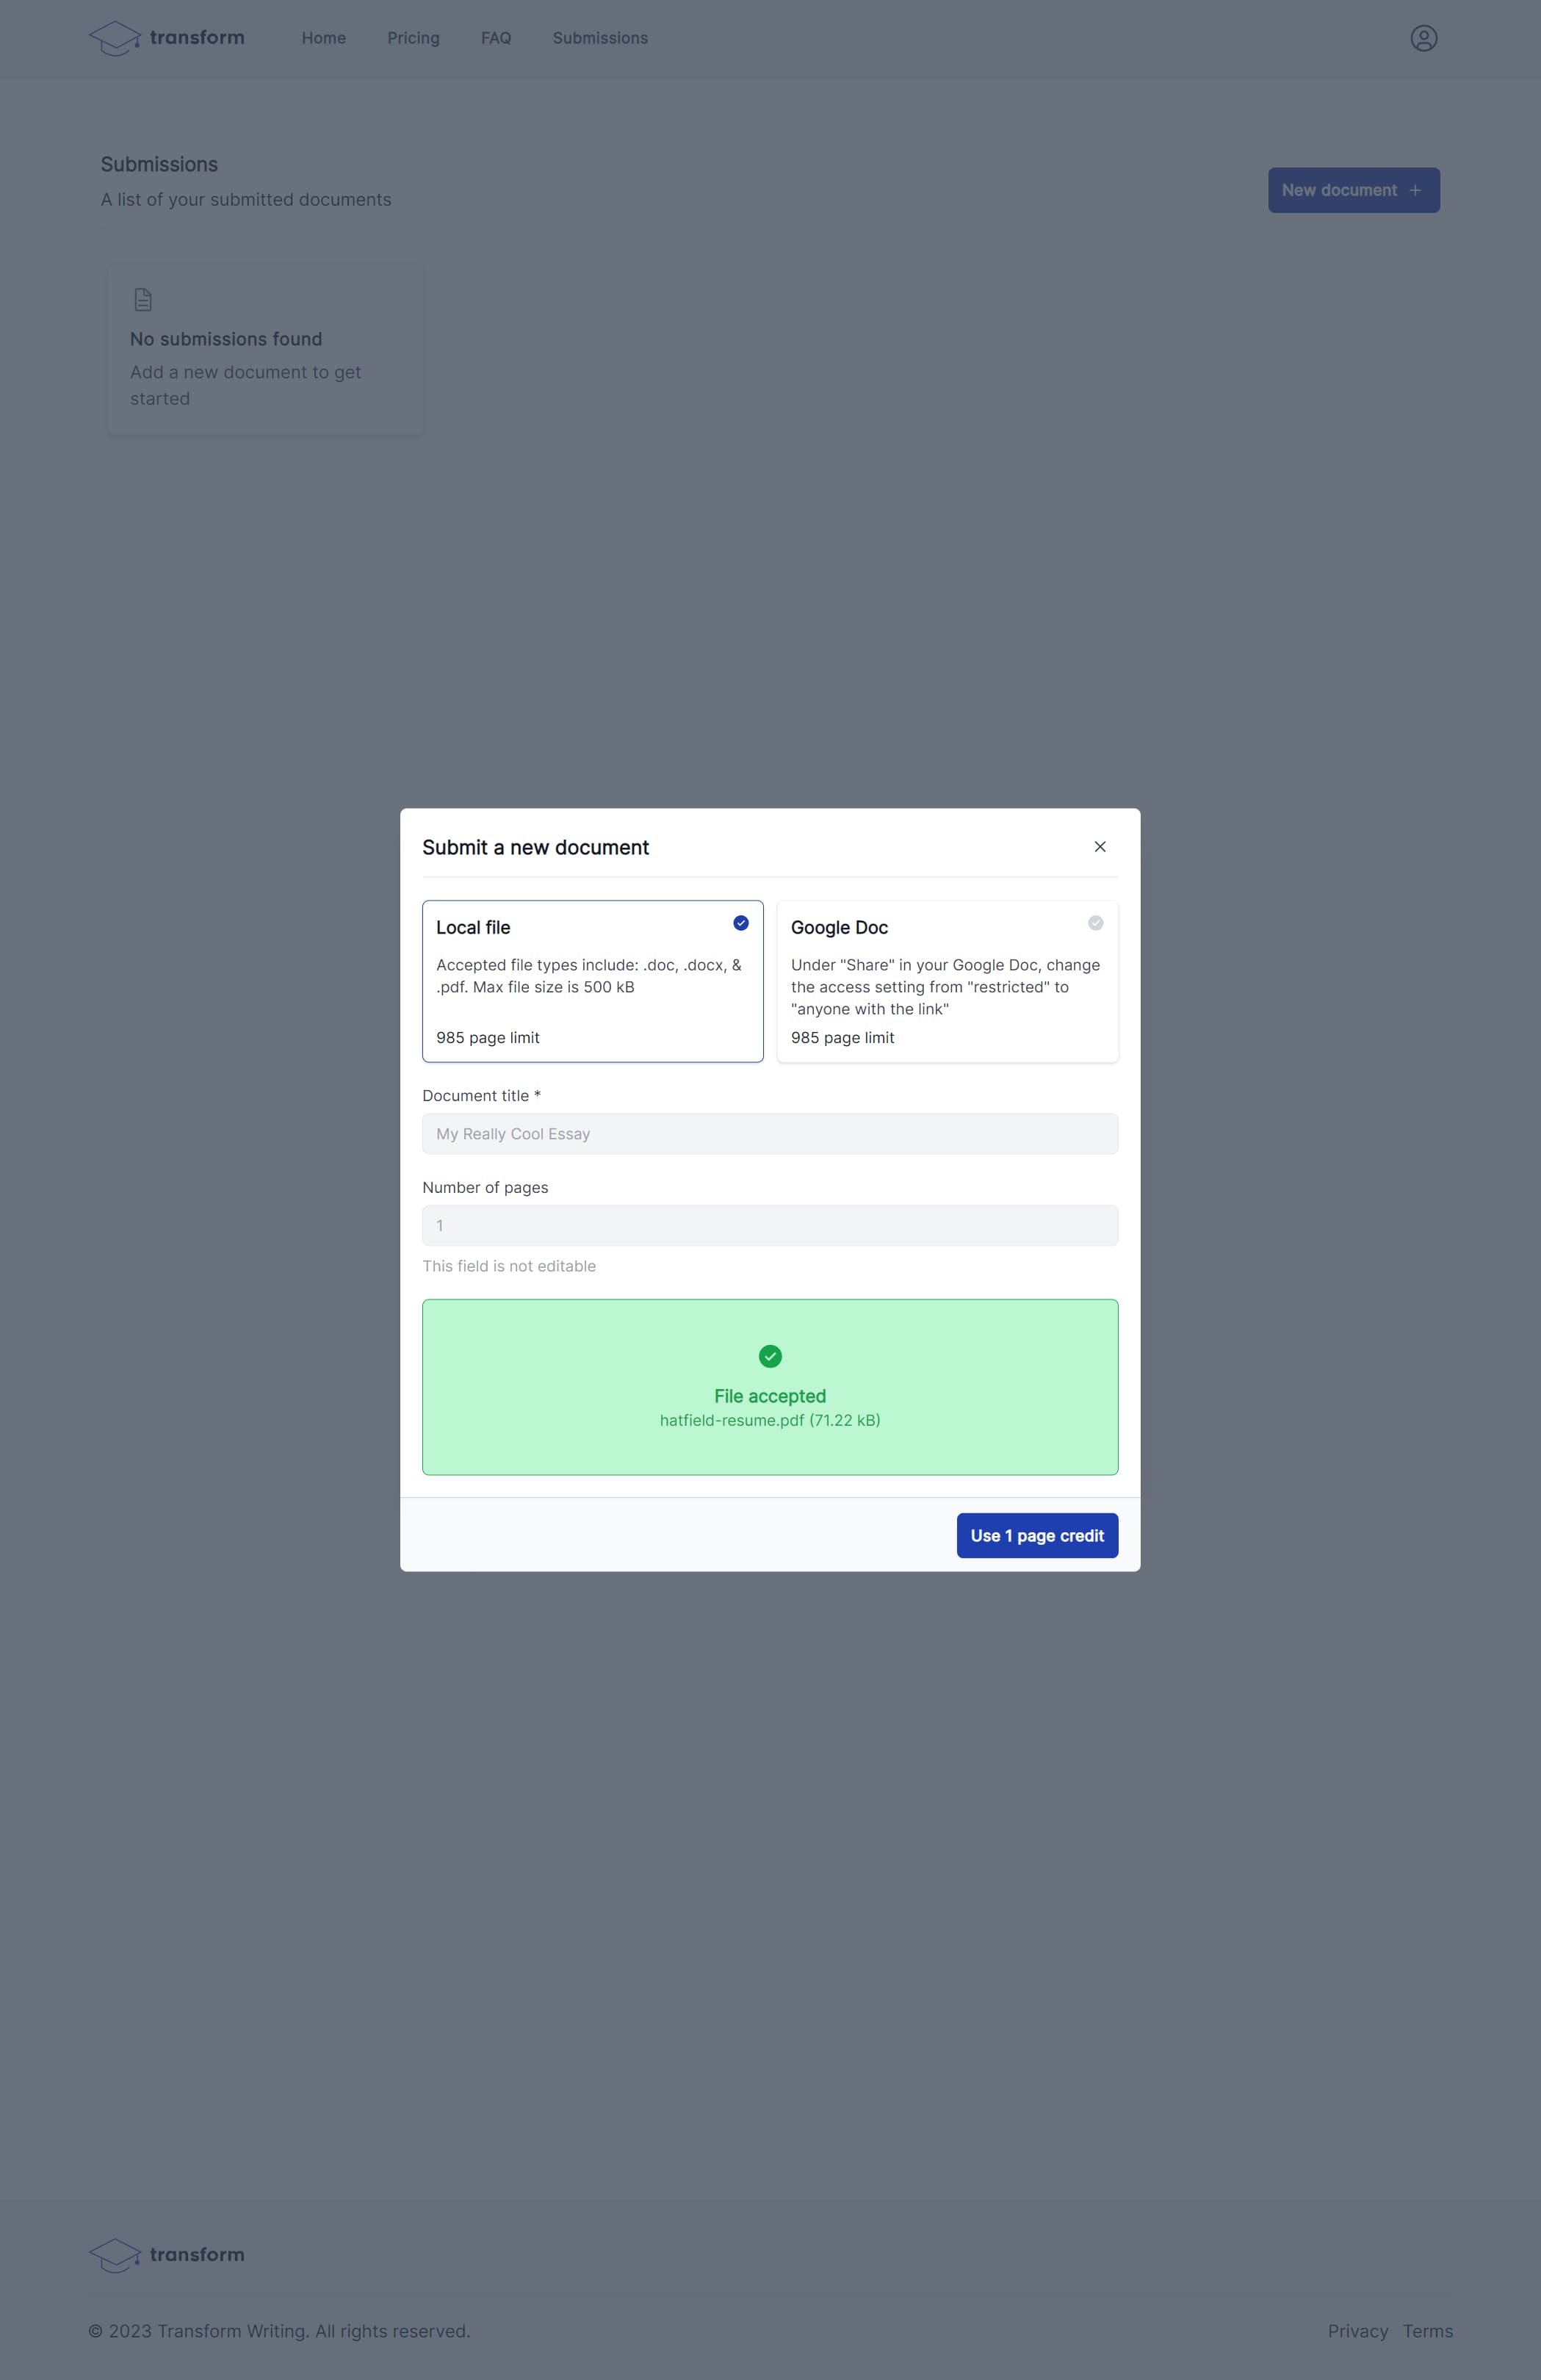 transform
Home Pricing FAQ Submissions
Submissions
A list of your submitted documents
New document +
No submissions found
Add a new document to get
started
Submit a new document
Local file
Accepted file types include: .doc, .docx, &
.pdf. Max file size is 500 kB
985 page limit
Google Doc
Under "Share" in your Google Doc, change
the access setting from "restricted" to
"anyone with the link"
985 page limit
Document title *
My Really Cool Essay
Number of pages
1
This field is not editable
File accepted
hatfield-resume.pdf (71.22 kB)
Use 1 page credit
transform
© 2023 Transform Writing. All rights reserved.
Privacy Terms